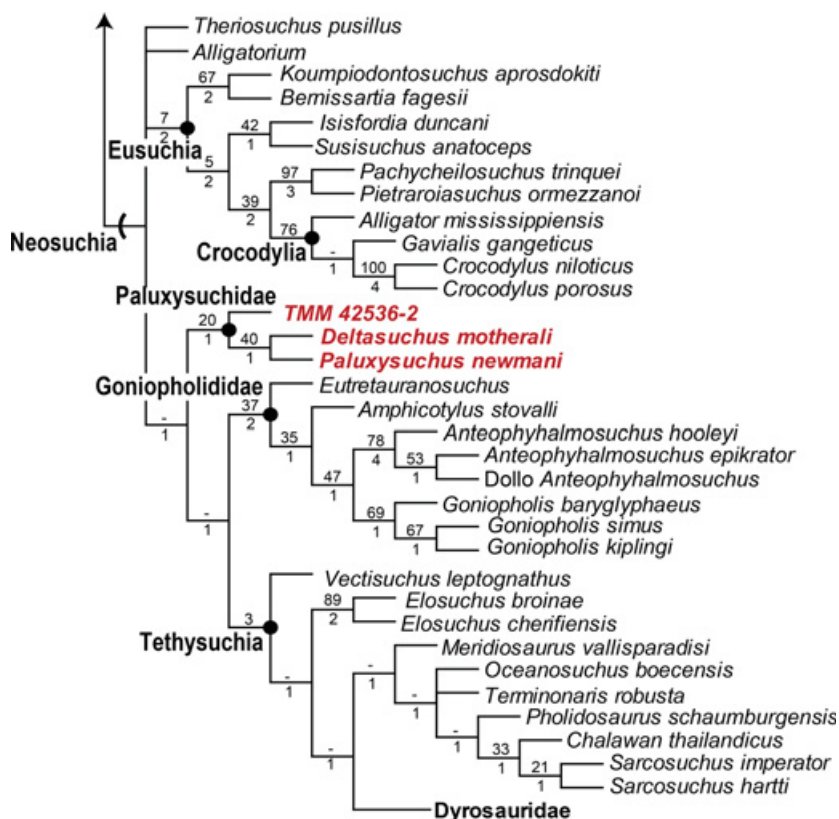 Theriosuchus pusillus
Alligatorium
67 Koumpiodontosuchus aprosdokiti
2 Bernissartia fagesii
7
2
Eusuchia
42 Isisfordia duncani
1 Susisuchus anatoceps
5
2
97 Pachycheilosuchus trinquei
3 Pietraroiasuchus ormezzanoi
39
2
76 Alligator mississippiensis
Neosuchia
Crocodylia
- Gavialis gangeticus
1
100 Crocodylus niloticus
4 Crocodylus porosus
Paluxysuchidae
20 TMM 42536-2
1
40 Deltasuchus motherali
1 Paluxysuchus newmani
Goniopholididae
-
1
37 Eutretauranosuchus
2
35 Amphicotylus stovalli
1
78 Anteophyhalmosuchus hooleyi
4
53 Anteophyhalmosuchus epikrator
1 Dollo Anteophyhalmosuchus
47
1
69 Goniopholis baryglyphaeus
1
67 Goniopholis simus
1 Goniopholis kiplingi
-
1
Vectisuchus leptognathus
3
89 Elosuchus broinae
2 Elosuchus cherifiensis
Tethysuchia
-
1
- Meridiosaurus vallisparadisi
1
Oceanosuchus boecensis
-
1
Terminonaris robusta
- Pholidosaurus schaumburgensis
1
33 Chalawan thailandicus
1
21 Sarcosuchus imperator
1 Sarcosuchus hartti
-
1
Dyrosauridae